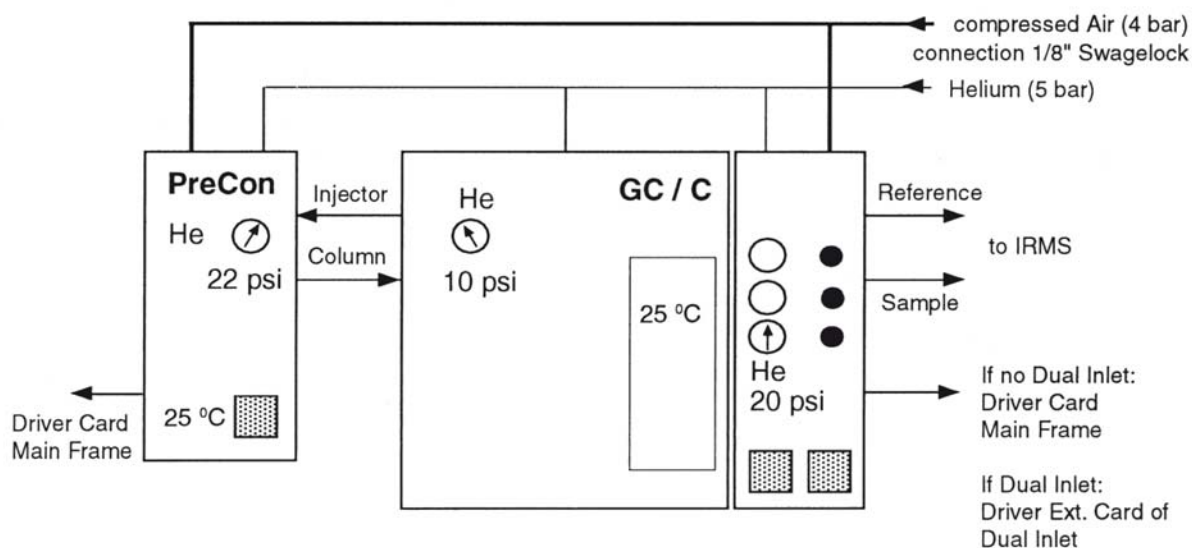 compressed Air (4 bar)
connection 1/8" Swagelock
Helium (5 bar)
PreCon
He
22 psi
25 ºC
Injector
Column
GC / C
He
10 psi
25 ºC
He
20 psi
Reference
to IRMS
Sample
Driver Card
Main Frame
If no Dual Inlet:
Driver Card
Main Frame
If Dual Inlet:
Driver Ext. Card of
Dual Inlet